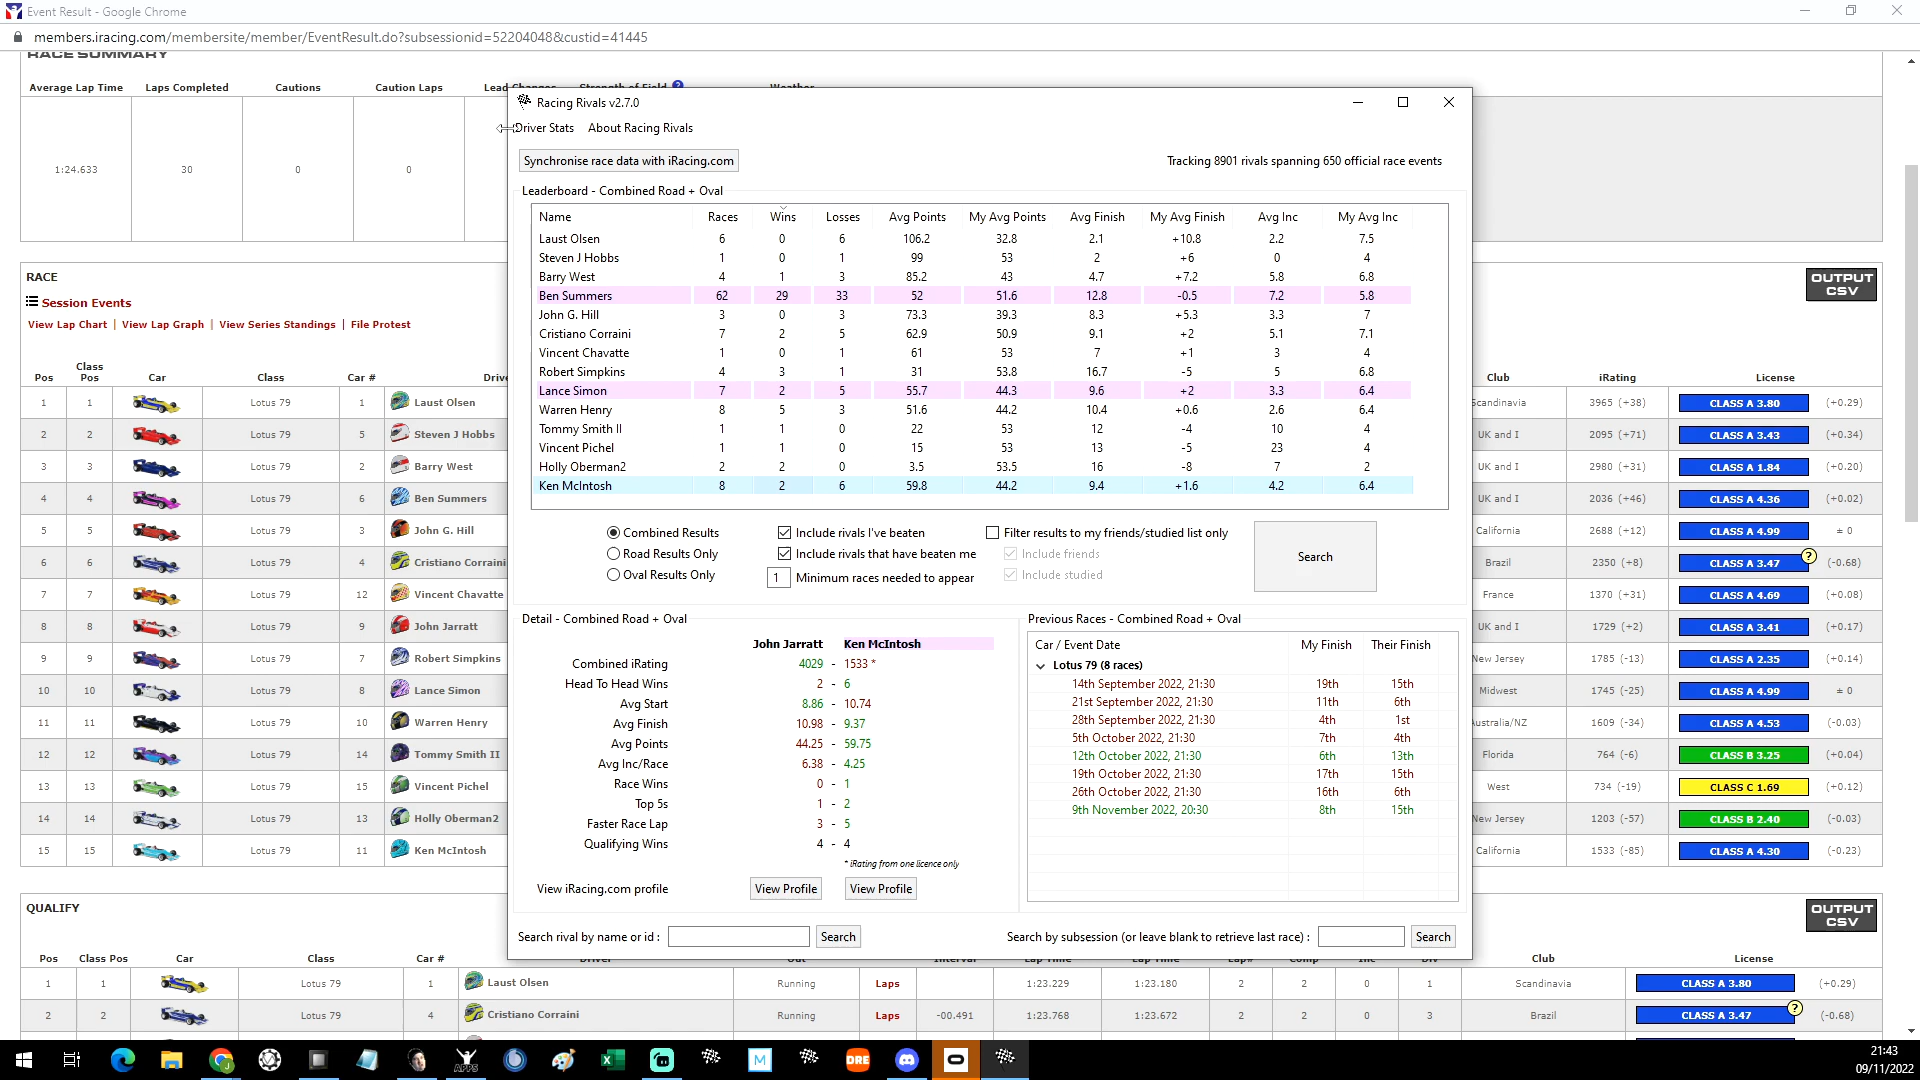 Event Result - Google Chrome
members.iracing.com/membersite/member/EventResult.do?subsessionid=52204048&custid=41445
RACE SUMMARY
Average Lap Time Laps Completed Cautions Caution Laps Lead Changes Strength of Field ? Weather
1:24.633 30 0 0
RACE
Session Events
View Lap Chart | View Lap Graph | View Series Standings | File Protest
OUTPUT CSV
Pos Class Pos Car Class Car # Drive Club iRating License
1 1 Lotus 79 1 Laust Olsen Scandinavia 3965 (+38) CLASS A 3.80 (+0.29)
2 2 Lotus 79 5 Steven J Hobbs UK and I 2095 (+71) CLASS A 3.43 (+0.34)
3 3 Lotus 79 2 Barry West UK and I 2980 (+31) CLASS A 1.84 (+0.20)
4 4 Lotus 79 6 Ben Summers UK and I 2036 (+46) CLASS A 4.36 (+0.02)
5 5 Lotus 79 3 John G. Hill California 2688 (+12) CLASS A 4.99 ± 0
6 6 Lotus 79 4 Cristiano Corraini Brazil 2350 (+8) CLASS A 3.47 ? (-0.68)
7 7 Lotus 79 12 Vincent Chavatte France 1370 (+31) CLASS A 4.69 (+0.08)
8 8 Lotus 79 9 John Jarratt UK and I 1729 (+2) CLASS A 3.41 (+0.17)
9 9 Lotus 79 7 Robert Simpkins New Jersey 1785 (-13) CLASS A 2.35 (+0.14)
10 10 Lotus 79 8 Lance Simon Midwest 1745 (-25) CLASS A 4.99 ± 0
11 11 Lotus 79 10 Warren Henry Australia/NZ 1609 (-34) CLASS A 4.53 (-0.03)
12 12 Lotus 79 14 Tommy Smith II Florida 764 (-6) CLASS B 3.25 (+0.04)
13 13 Lotus 79 15 Vincent Pichel West 734 (-19) CLASS C 1.69 (+0.12)
14 14 Lotus 79 13 Holly Oberman2 New Jersey 1203 (-57) CLASS B 2.40 (-0.03)
15 15 Lotus 79 11 Ken McIntosh California 1533 (-85) CLASS A 4.30 (-0.23)
QUALIFY
OUTPUT CSV
Pos Class Pos Car Class Car # Driver Out Interval Lap Time Lap Time Lap# Comp Inc Div Club License
1 1 Lotus 79 1 Laust Olsen Running Laps 1:23.229 1:23.180 2 2 0 1 Scandinavia CLASS A 3.80 (+0.29)
2 2 Lotus 79 4 Cristiano Corraini Running Laps -00.491 1:23.768 1:23.672 2 2 0 3 Brazil CLASS A 3.47 ? (-0.68)
Racing Rivals v2.7.0
Driver Stats About Racing Rivals
Synchronise race data with iRacing.com Tracking 8901 rivals spanning 650 official race events
Leaderboard - Combined Road + Oval
Name Races Wins Losses Avg Points My Avg Points Avg Finish My Avg Finish Avg Inc My Avg Inc
Laust Olsen 6 0 6 106.2 32.8 2.1 +10.8 2.2 7.5
Steven J Hobbs 1 0 1 99 53 2 +6 0 4
Barry West 4 1 3 85.2 43 4.7 +7.2 5.8 6.8
Ben Summers 62 29 33 52 51.6 12.8 -0.5 7.2 5.8
John G. Hill 3 0 3 73.3 39.3 8.3 +5.3 3.3 7
Cristiano Corraini 7 2 5 62.9 50.9 9.1 +2 5.1 7.1
Vincent Chavatte 1 0 1 61 53 7 +1 3 4
Robert Simpkins 4 3 1 31 53.8 16.7 -5 5 6.8
Lance Simon 7 2 5 55.7 44.3 9.6 +2 3.3 6.4
Warren Henry 8 5 3 51.6 44.2 10.4 +0.6 2.6 6.4
Tommy Smith II 1 1 0 22 53 12 -4 10 4
Vincent Pichel 1 1 0 15 53 13 -5 23 4
Holly Oberman2 2 2 0 3.5 53.5 16 -8 7 2
Ken McIntosh 8 2 6 59.8 44.2 9.4 +1.6 4.2 6.4
Combined Results Include rivals I've beaten Filter results to my friends/studied list only
Road Results Only Include rivals that have beaten me Include friends
Oval Results Only 1 Minimum races needed to appear Include studied
Search
Detail - Combined Road + Oval
John Jarratt Ken McIntosh
Combined iRating 4029 - 1533 *
Head To Head Wins 2 - 6
Avg Start 8.86 - 10.74
Avg Finish 10.98 - 9.37
Avg Points 44.25 - 59.75
Avg Inc/Race 6.38 - 4.25
Race Wins 0 - 1
Top 5s 1 - 2
Faster Race Lap 3 - 5
Qualifying Wins 4 - 4
* iRating from one licence only
View iRacing.com profile View Profile View Profile
Previous Races - Combined Road + Oval
Car / Event Date My Finish Their Finish
Lotus 79 (8 races)
14th September 2022, 21:30 19th 15th
21st September 2022, 21:30 11th 6th
28th September 2022, 21:30 4th 1st
5th October 2022, 21:30 7th 4th
12th October 2022, 21:30 6th 13th
19th October 2022, 21:30 17th 15th
26th October 2022, 21:30 16th 6th
9th November 2022, 20:30 8th 15th
Search rival by name or id : Search Search by subsession (or leave blank to retrieve last race) : Search
APPS
M
DRE
21:43
09/11/2022